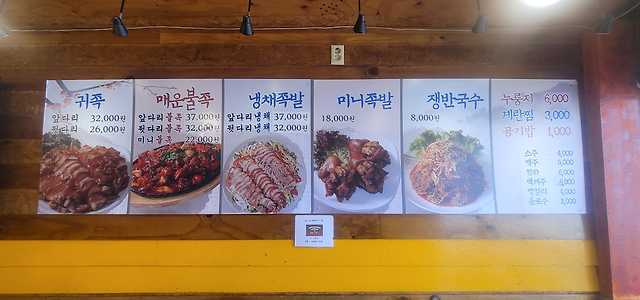 귀족
앞다리 32,000원
뒷다리 26,000원
매운불족
앞다리불족 37,000원
뒷다리불족 32,000원
미니불족 22,000원
냉채족발
앞다리냉채 37,000원
뒷다리냉채 32,000원
미니족발
18,000원
쟁반국수
8,000원
누룽지 6,000
계란찜 3,000
공기밥 1,000
소주
맥주
음료수